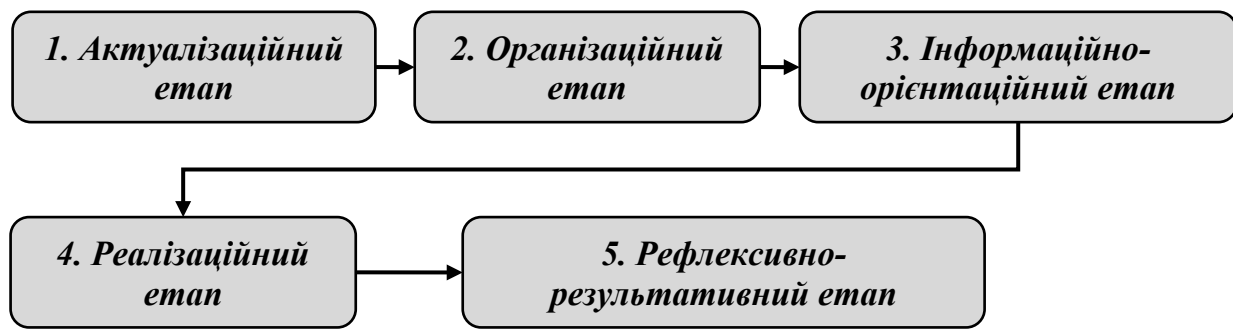 1. Актуалізаційний
етап
2. Організаційний
етап
3. Інформаційно-
орієнтаційний етап
4. Реалізаційний
етап
5. Рефлексивно-
результативний етап